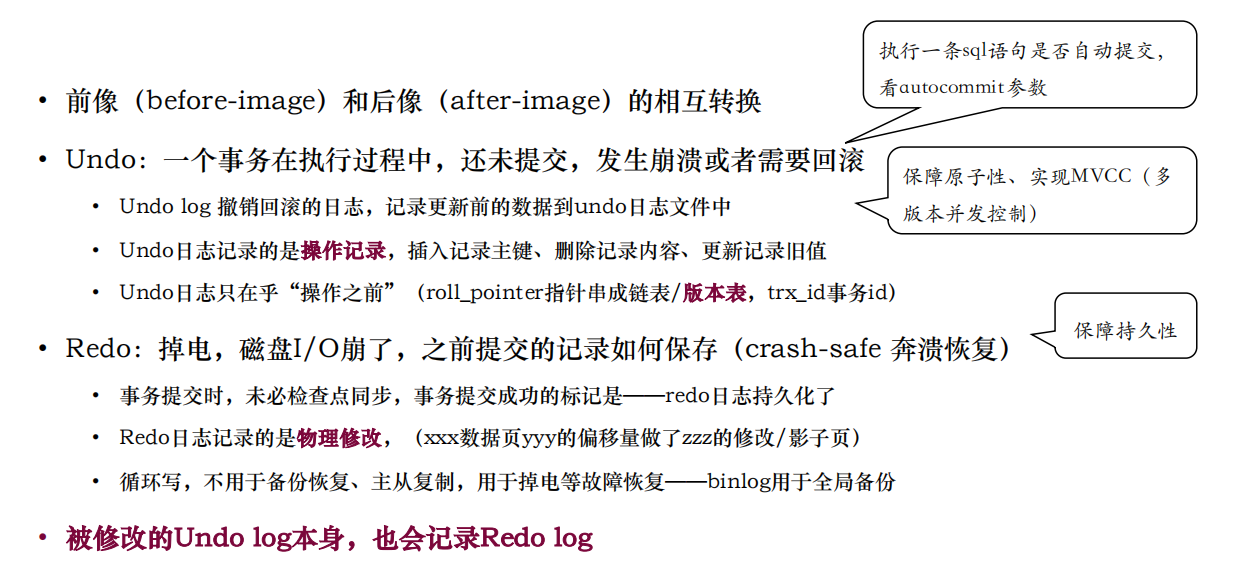 执行一条sql语句是否自动提交，
看autocommit参数
• 前像（before-image）和后像（after-image）的相互转换
• Undo：一个事务在执行过程中，还未提交，发生崩溃或者需要回滚
保障原子性、实现MVCC（多
版本并发控制）
• Undo log 撤销回滚的日志，记录更新前的数据到undo日志文件中
• Undo日志记录的是操作记录，插入记录主键、删除记录内容、更新记录旧值
• Undo日志只在乎“操作之前”（roll_pointer指针串成链表/版本表，trx_id事务id）
保障持久性
• Redo：掉电，磁盘I/O崩了，之前提交的记录如何保存（crash-safe 奔溃恢复）
• 事务提交时，未必检查点同步，事务提交成功的标记是——redo日志持久化了
• Redo日志记录的是物理修改，（xxx数据页yyy的偏移量做了zzz的修改/影子页）
• 循环写，不用于备份恢复、主从复制，用于掉电等故障恢复——binlog用于全局备份
• 被修改的Undo log本身，也会记录Redo log